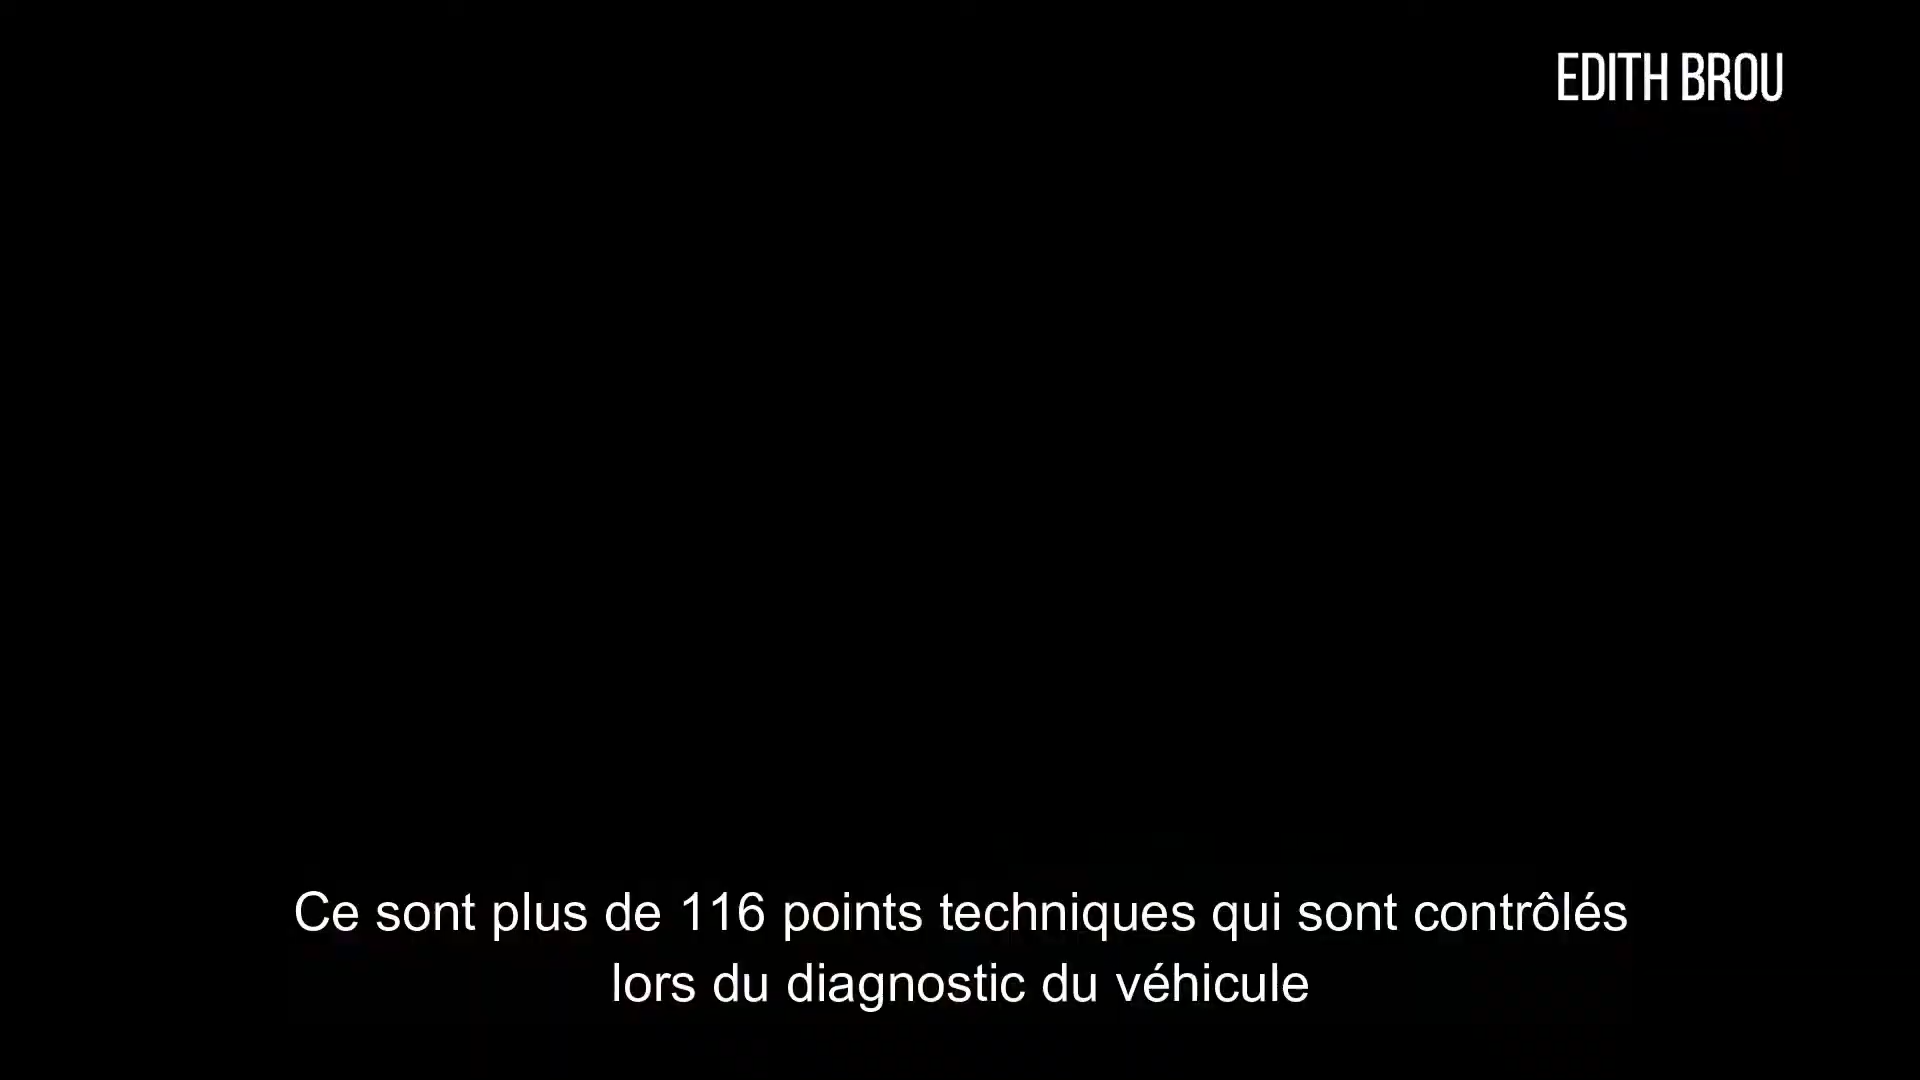 EDITH BROU
Ce sont plus de 116 points techniques qui sont contrôlés
lors du diagnostic du véhicule